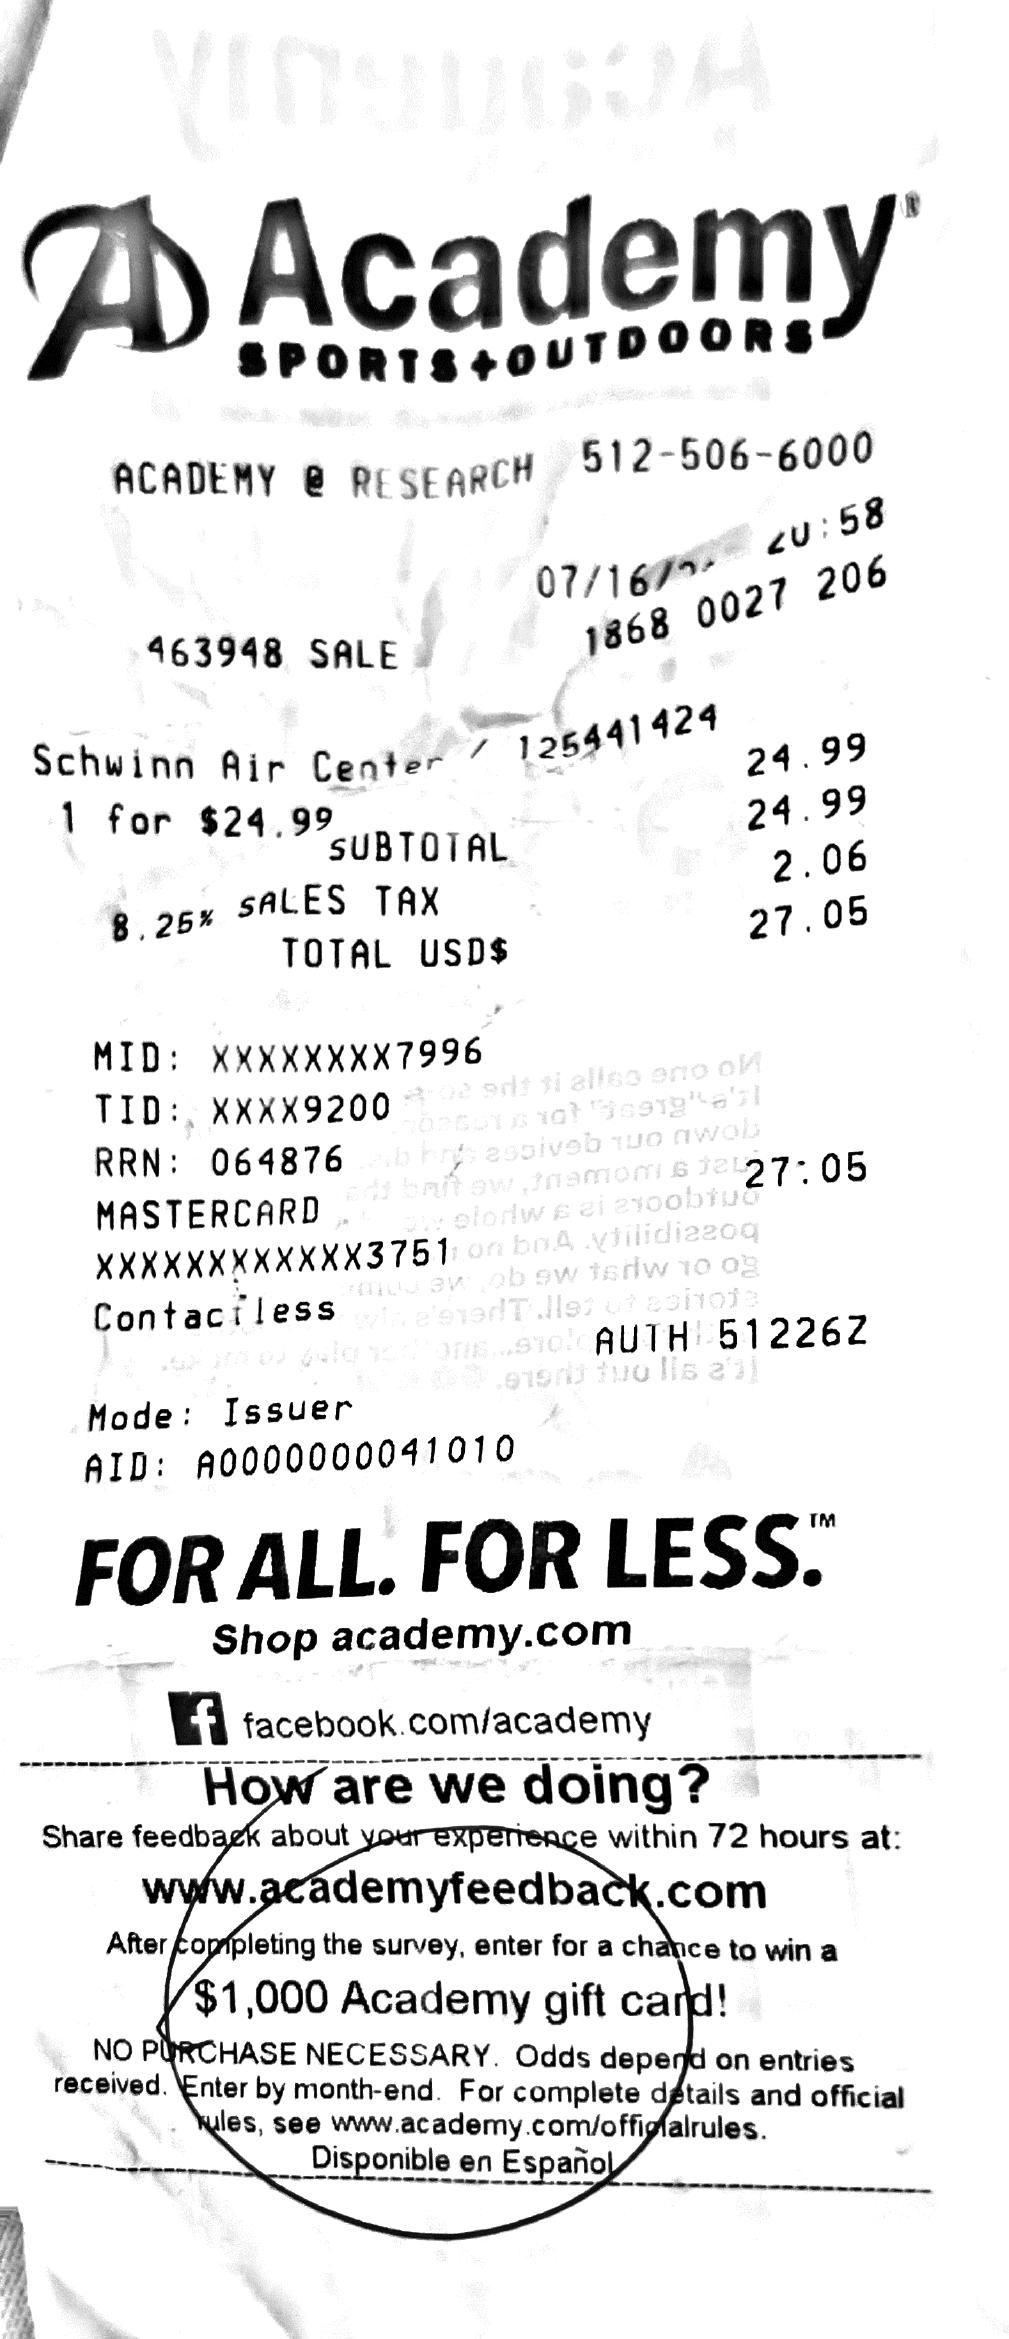 Academy®
SPORTS+OUTDOORS
ACADEMY @ RESEARCH 512-506-6000
07/16/ 20:58
463948 SALE 1868 0027 206
Schwinn Air Center / 125441424
24.99
1 for $24.99
SUBTOTAL 24.99
8.25% SALES TAX 2.06
TOTAL USD$ 27.05
MID: XXXXXXXX7996
TID: XXXX9200
RRN: 064876
MASTERCARD 27.05
XXXXXXXXXXXX3751
Contactless
AUTH 51226Z
Mode: Issuer
AID: A0000000041010
FOR ALL. FOR LESS.™
Shop academy.com
facebook.com/academy
How are we doing?
Share feedback about your experience within 72 hours at:
www.academyfeedback.com
After completing the survey, enter for a chance to win a
$1,000 Academy gift card!
NO PURCHASE NECESSARY. Odds depend on entries
received. Enter by month-end. For complete details and official
rules, see www.academy.com/officialrules.
Disponible en Español